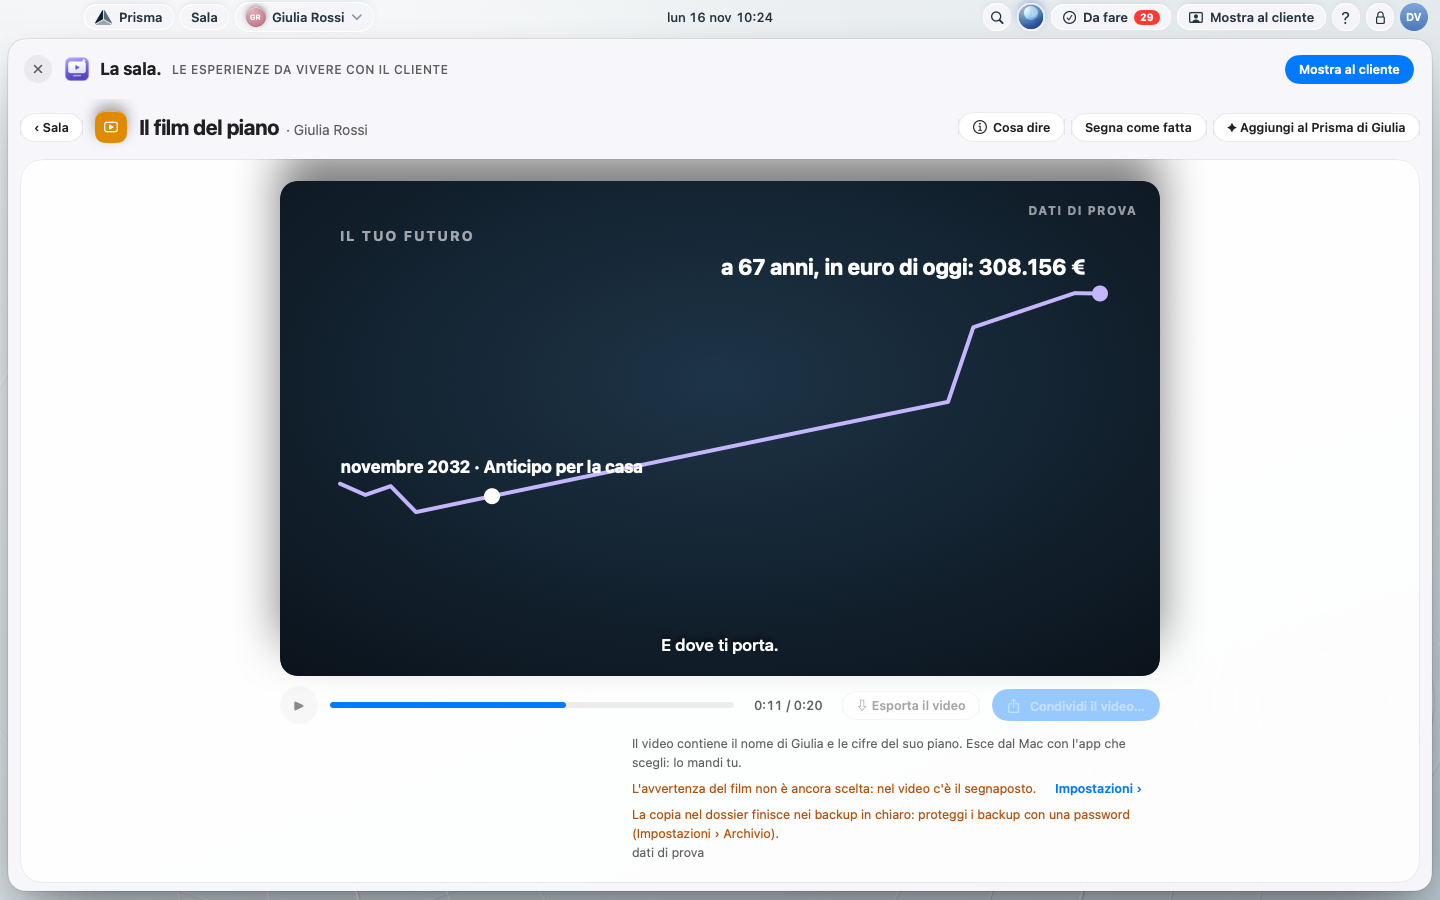 Prisma
Sala
GR Giulia Rossi
lun 16 nov 10:24
Da fare 29
Mostra al cliente
?
DV
La sala. LE ESPERIENZE DA VIVERE CON IL CLIENTE
Mostra al cliente
‹ Sala
Il film del piano · Giulia Rossi
Cosa dire
Segna come fatta
Aggiungi al Prisma di Giulia
DATI DI PROVA
IL TUO FUTURO
a 67 anni, in euro di oggi: 308.156 €
novembre 2032 · Anticipo per la casa
E dove ti porta.
0:11 / 0:20
Esporta il video
Condividi il video...
Il video contiene il nome di Giulia e le cifre del suo piano. Esce dal Mac con l'app che
scegli: lo mandi tu.
L'avvertenza del film non è ancora scelta: nel video c'è il segnaposto. Impostazioni ›
La copia nel dossier finisce nei backup in chiaro: proteggi i backup con una password
(Impostazioni › Archivio).
dati di prova